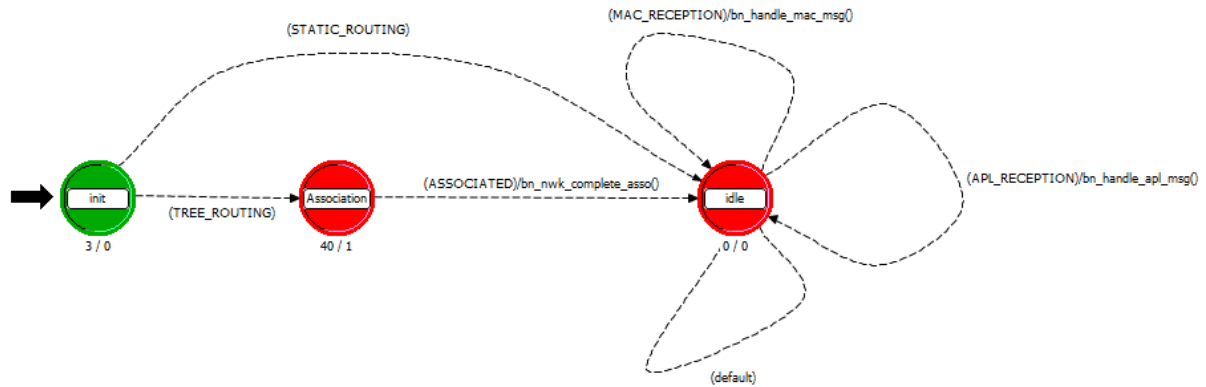 (MAC_RECEPTION)/bn_handle_mac_msg()
(STATIC_ROUTING)
(APL_RECEPTION)/bn_handle_apl_msg()
(ASSOCIATED)/bn_nwk_complete_asso()
init
Association
idle
(TREE_ROUTING)
3 / 0
40 / 1
0 / 0
(default)